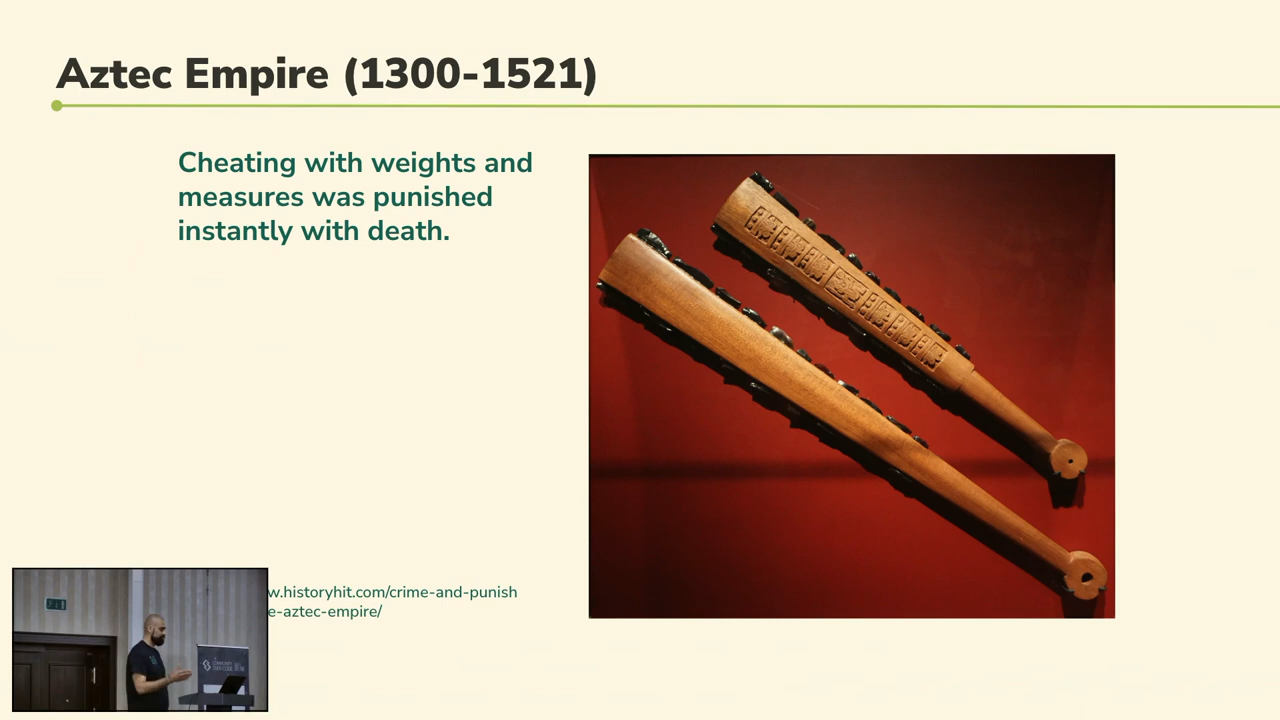 Aztec Empire (1300-1521)
Cheating with weights and
measures was punished
instantly with death.
w.historyhit.com/crime-and-punish
e-aztec-empire/